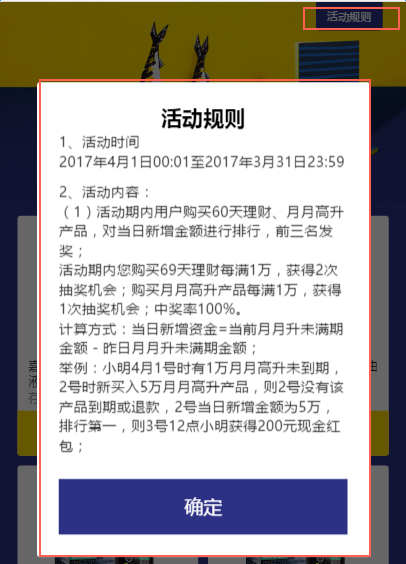 活动规则
活动规则
1、活动时间
2017年4月1日00:01至2017年3月31日23:59
2、活动内容：
（1）活动期内用户购买60天理财、月月高升
产品，对当日新增金额进行排行，前三名发
奖；
活动期内您购买69天理财每满1万，获得2次
抽奖机会；购买月月高升产品每满1万，获得
1次抽奖机会；中奖率100%。
计算方式：当日新增资金=当前月月升未满期
金额 - 昨日月月升未满期金额；
举例：小明4月1号时有1万月月高升未到期，
2号时新买入5万月月高升产品，则2号没有该
产品到期或退款，2号当日新增金额为5万，
排行第一，则3号12点小明获得200元现金红
包；
确定